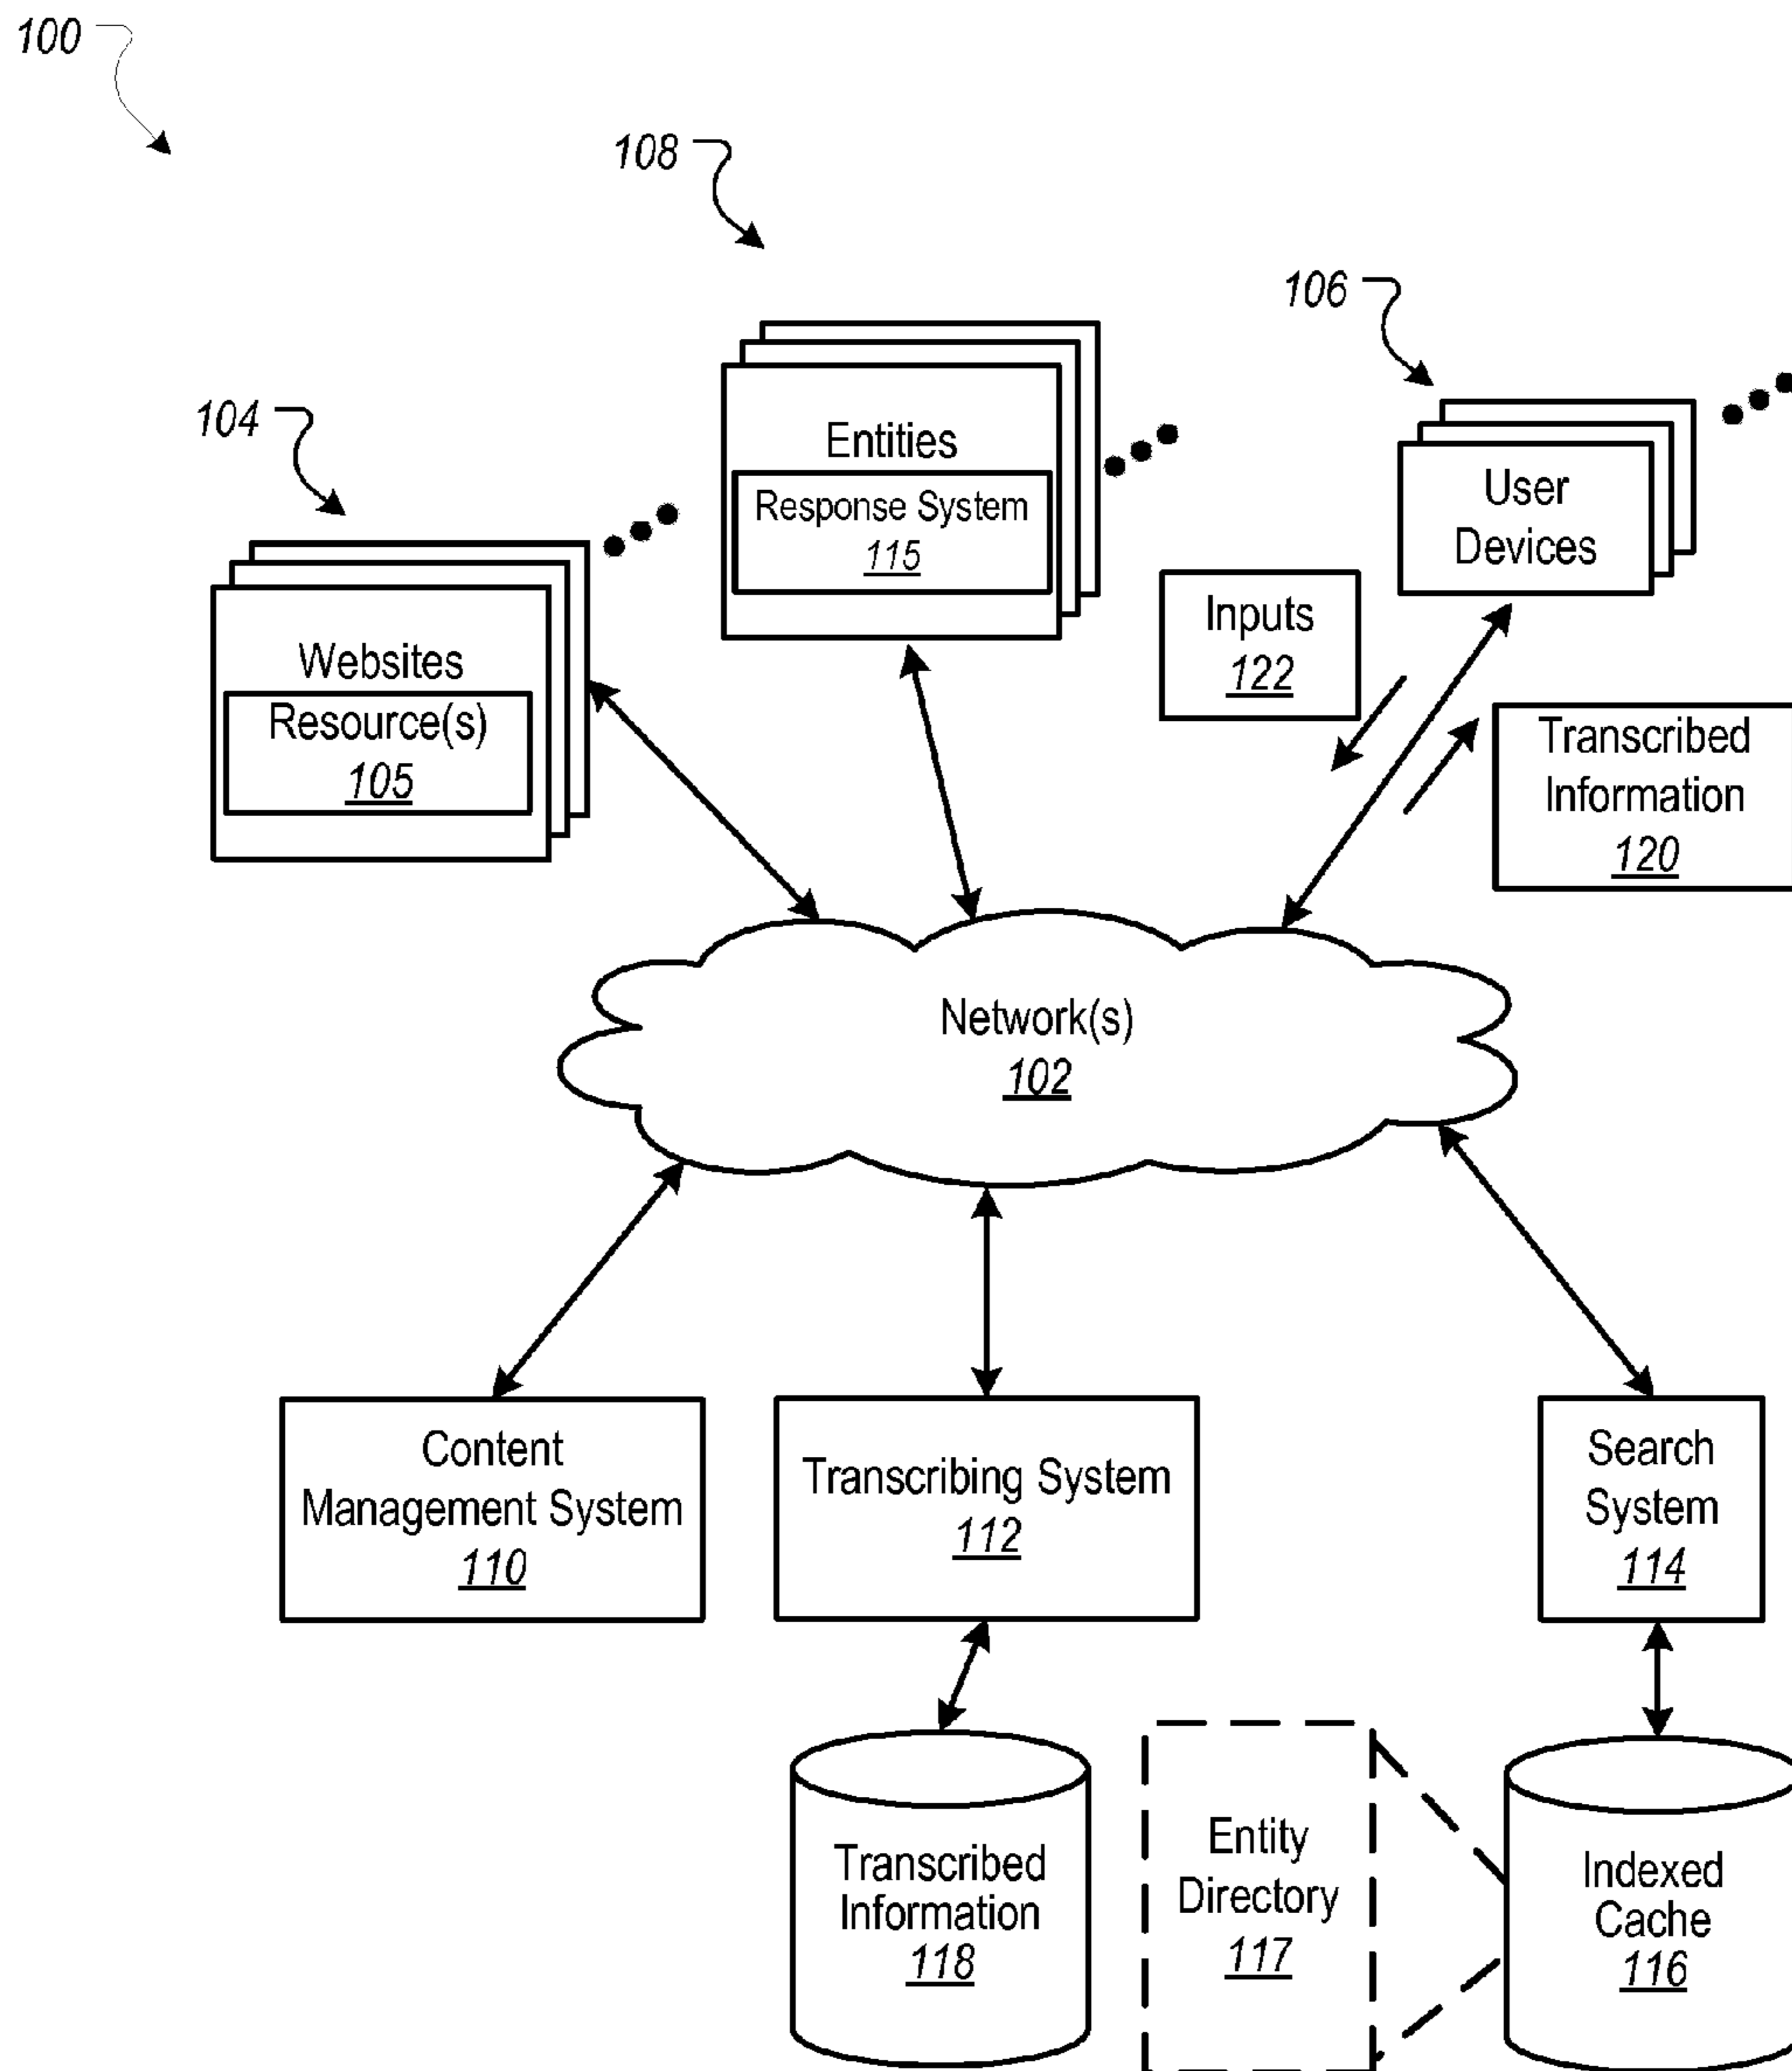 100
108
106
104
Entities
Response System
115
User
Devices
Inputs
122
Websites
Resource(s)
105
Transcribed
Information
120
Network(s)
102
Content
Management System
110
Transcribing System
112
Search
System
114
Transcribed
Information
118
Entity
Directory
117
Indexed
Cache
116